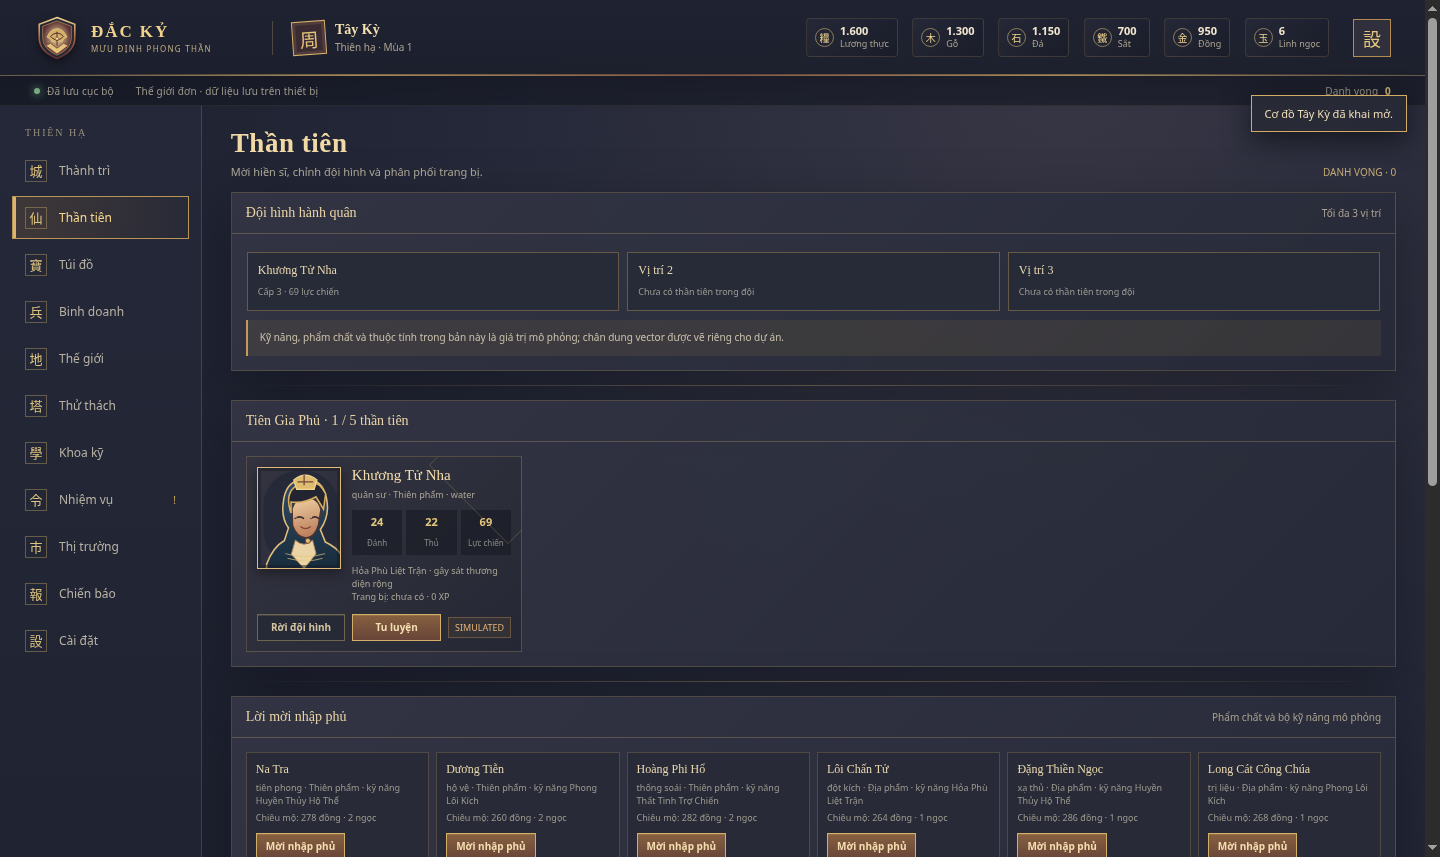 ĐẮC KỶ
MƯU ĐỊNH PHONG THẦN
周
Tây Kỳ
Thiên hạ · Mùa 1
糧 1.600 Lương thực
木 1.300 Gỗ
石 1.150 Đá
鐵 700 Sắt
金 950 Đồng
玉 6 Linh ngọc
設
Đã lưu cục bộ
Thế giới đơn · dữ liệu lưu trên thiết bị
Danh vọng 0
Cơ đồ Tây Kỳ đã khai mở.
THIÊN HẠ
城 Thành trì
仙 Thần tiên
寶 Túi đồ
兵 Binh doanh
地 Thế giới
塔 Thử thách
學 Khoa kỹ
令 Nhiệm vụ !
市 Thị trường
報 Chiến báo
設 Cài đặt
Thần tiên
Mời hiền sĩ, chỉnh đội hình và phân phối trang bị.
DANH VỌNG · 0
Đội hình hành quân
Tối đa 3 vị trí
Khương Tử Nha
Cấp 3 · 69 lực chiến
Vị trí 2
Chưa có thần tiên trong đội
Vị trí 3
Chưa có thần tiên trong đội
Kỹ năng, phẩm chất và thuộc tính trong bản này là giá trị mô phỏng; chân dung vector được vẽ riêng cho dự án.
Tiên Gia Phủ · 1 / 5 thần tiên
Khương Tử Nha
quân sư · Thiên phẩm · water
24 Đánh
22 Thủ
69 Lực chiến
Hỏa Phù Liệt Trận · gây sát thương
diện rộng
Trang bị: chưa có · 0 XP
Rời đội hình
Tu luyện
SIMULATED
Lời mời nhập phủ
Phẩm chất và bộ kỹ năng mô phỏng
Na Tra
tiên phong · Thiên phẩm · kỹ năng
Huyền Thủy Hộ Thể
Chiêu mộ: 278 đồng · 2 ngọc
Mời nhập phủ
Dương Tiễn
hộ vệ · Thiên phẩm · kỹ năng Phong
Lôi Kích
Chiêu mộ: 260 đồng · 2 ngọc
Mời nhập phủ
Hoàng Phi Hổ
thống soái · Thiên phẩm · kỹ năng
Thất Tinh Trợ Chiến
Chiêu mộ: 282 đồng · 2 ngọc
Mời nhập phủ
Lôi Chấn Tử
đột kích · Địa phẩm · kỹ năng Hỏa Phù
Liệt Trận
Chiêu mộ: 264 đồng · 1 ngọc
Mời nhập phủ
Đặng Thiền Ngọc
xạ thủ · Địa phẩm · kỹ năng Huyền
Thủy Hộ Thể
Chiêu mộ: 286 đồng · 1 ngọc
Mời nhập phủ
Long Cát Công Chúa
trị liệu · Địa phẩm · kỹ năng Phong Lôi
Kích
Chiêu mộ: 268 đồng · 1 ngọc
Mời nhập phủ